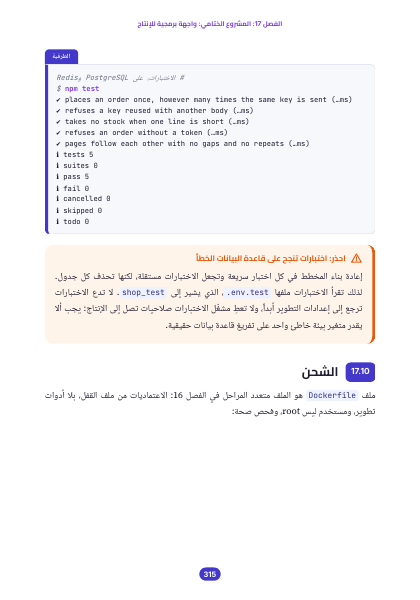 الفصل 17: المشروع الختامي: واجهة برمجية للإنتاج
الطرفية
# الاختبارات، على PostgreSQL وRedis
$ npm test
✔ places an order once, however many times the same key is sent (…ms)
✔ refuses a key reused with another body (…ms)
✔ takes no stock when one line is short (…ms)
✔ refuses an order without a token (…ms)
✔ pages follow each other with no gaps and no repeats (…ms)
ℹ tests 5
ℹ suites 0
ℹ pass 5
ℹ fail 0
ℹ cancelled 0
ℹ skipped 0
ℹ todo 0
احذر: اختبارات تنجح على قاعدة البيانات الخطأ
إعادة بناء المخطط في كل اختبار سريعة وتجعل الاختبارات مستقلة، لكنها تحذف كل جدول.
لذلك تقرأ الاختبارات ملفها .env.test، الذي يشير إلى shop_test. لا تدع الاختبارات
ترجع إلى إعدادات التطوير أبداً، ولا تعطِ مشغّل الاختبارات صلاحيات تصل إلى الإنتاج: يجب ألا
يقدر متغير بيئة خاطئ واحد على تفريغ قاعدة بيانات حقيقية.
17.10 الشحن
ملف Dockerfile هو الملف متعدد المراحل في الفصل 16: الاعتماديات من ملف القفل، بلا أدوات
تطوير، ومستخدم ليس root، وفحص صحة:
315